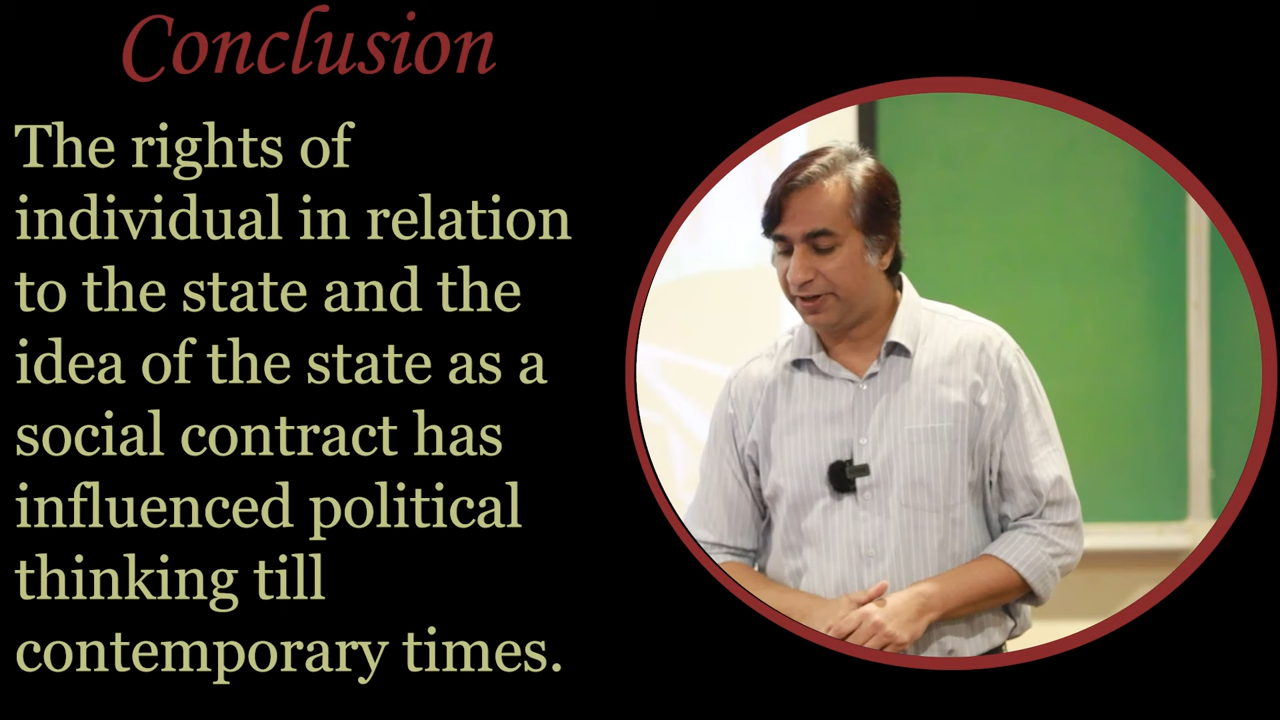 Conclusion
The rights of
individual in relation
to the state and the
idea of the state as a
social contract has
influenced political
thinking till
contemporary times.